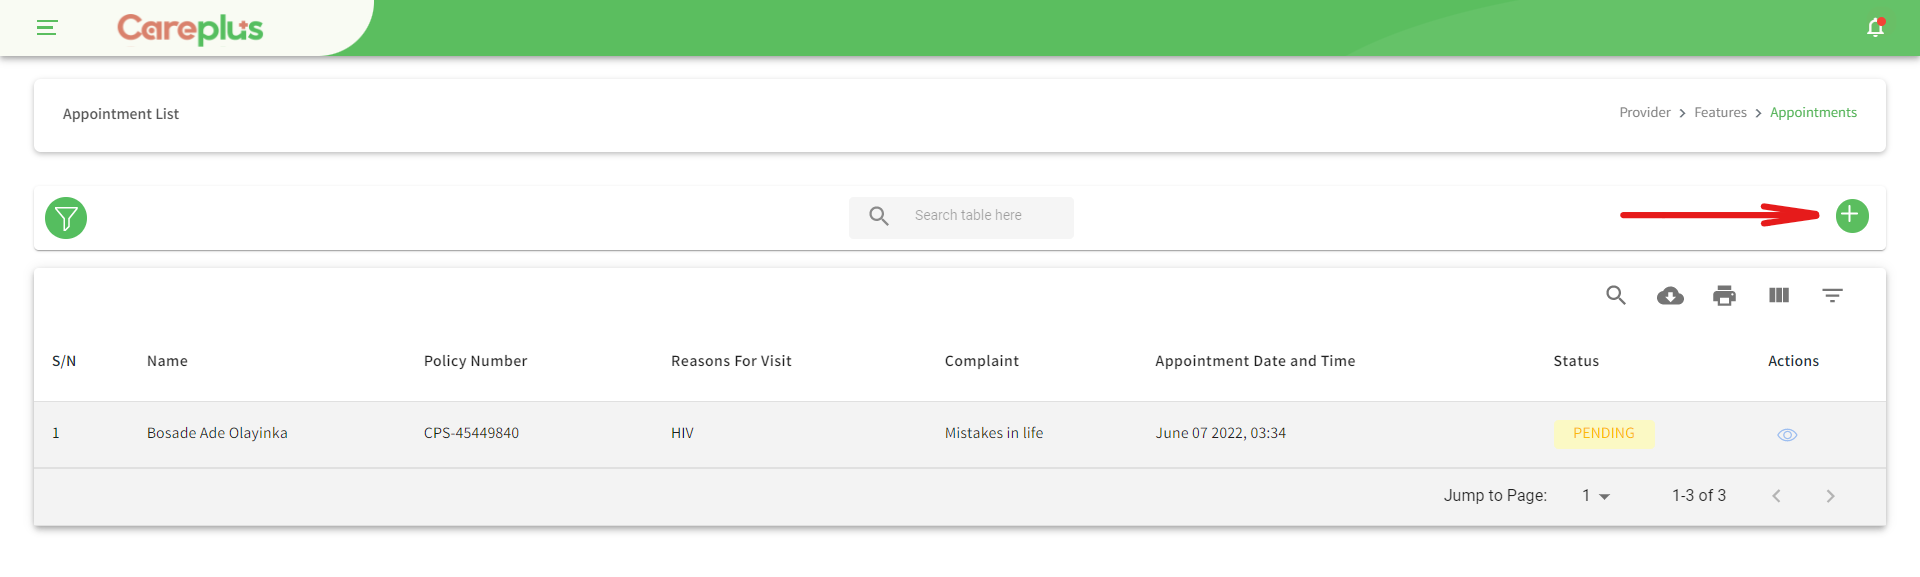 Careplus
Appointment List
Provider > Features > Appointments
Search table here
S/N Name Policy Number Reasons For Visit Complaint Appointment Date and Time Status Actions
1 Bosade Ade Olayinka CPS-45449840 HIV Mistakes in life June 07 2022, 03:34 PENDING
Jump to Page: 1 1-3 of 3